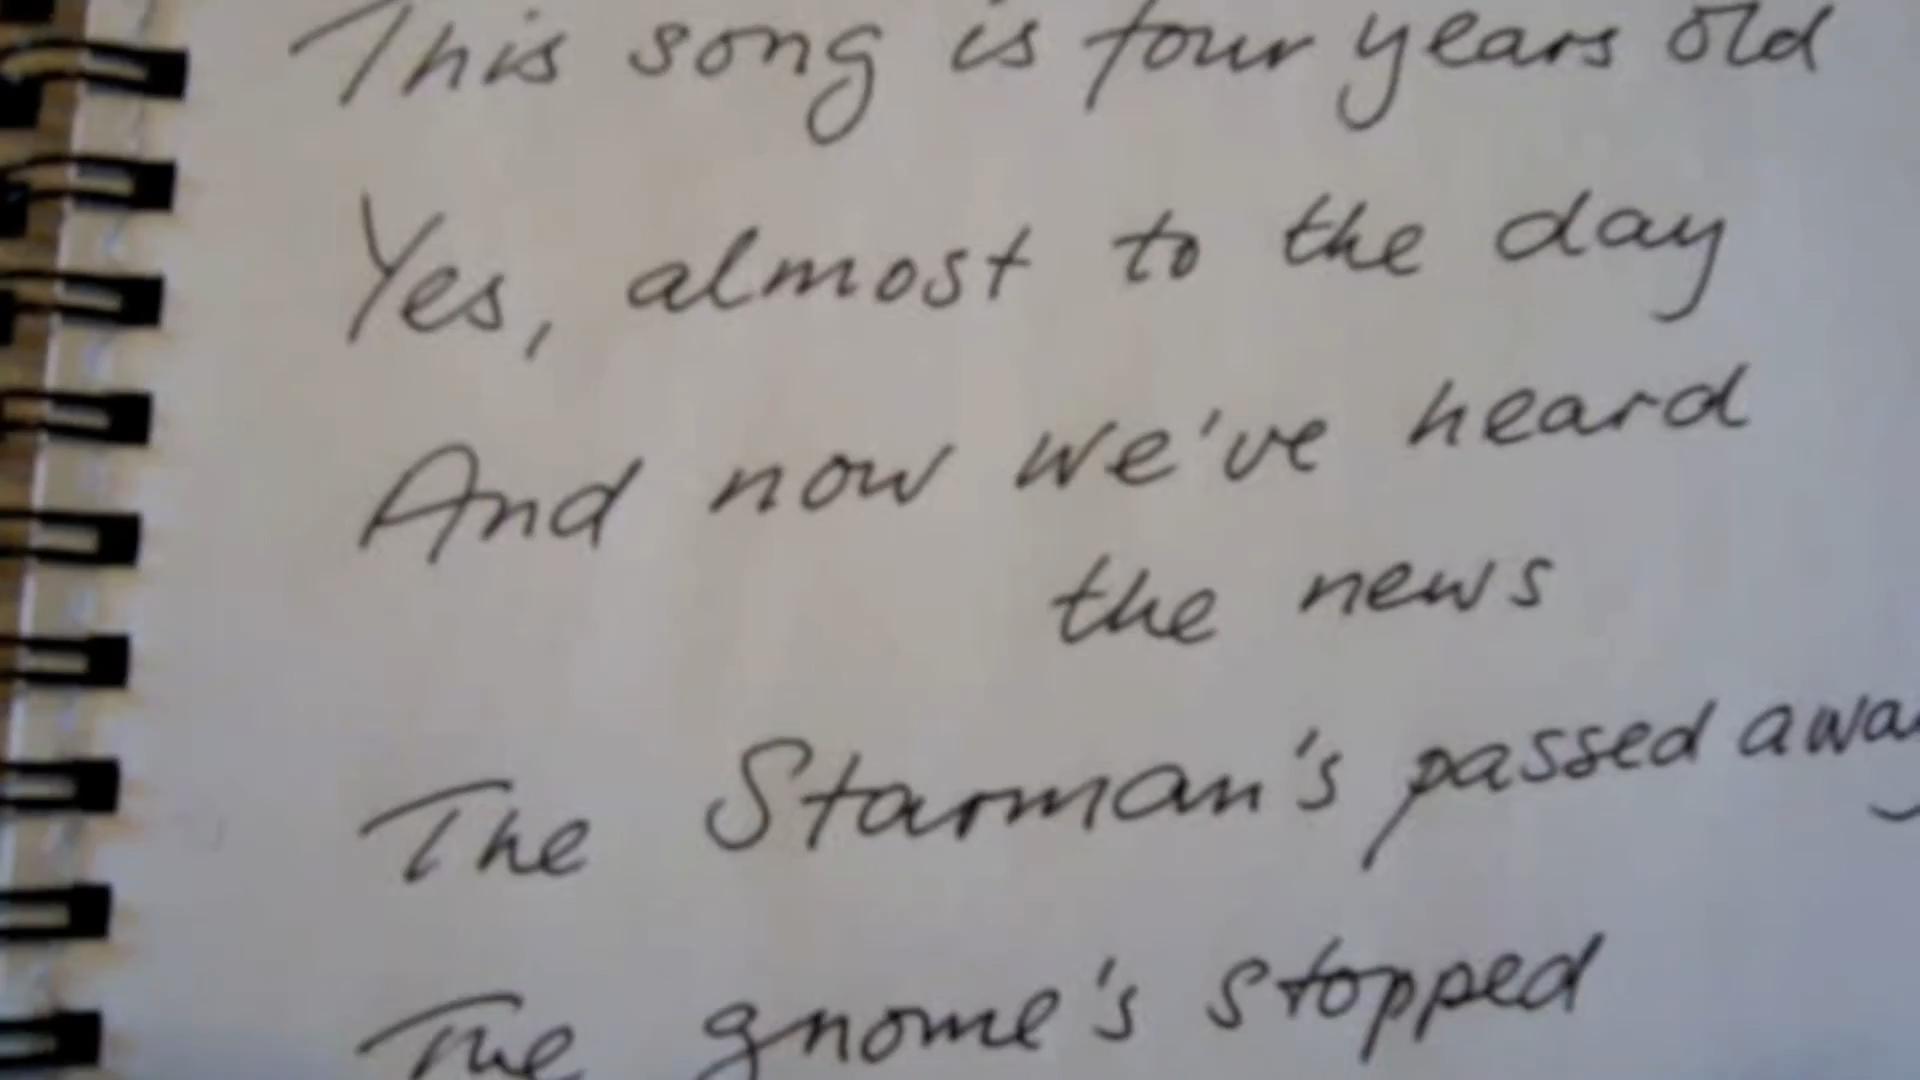 This song is four years old
Yes, almost to the day
And now we've heard
the news
The Starman's passed away
The gnome's stopped